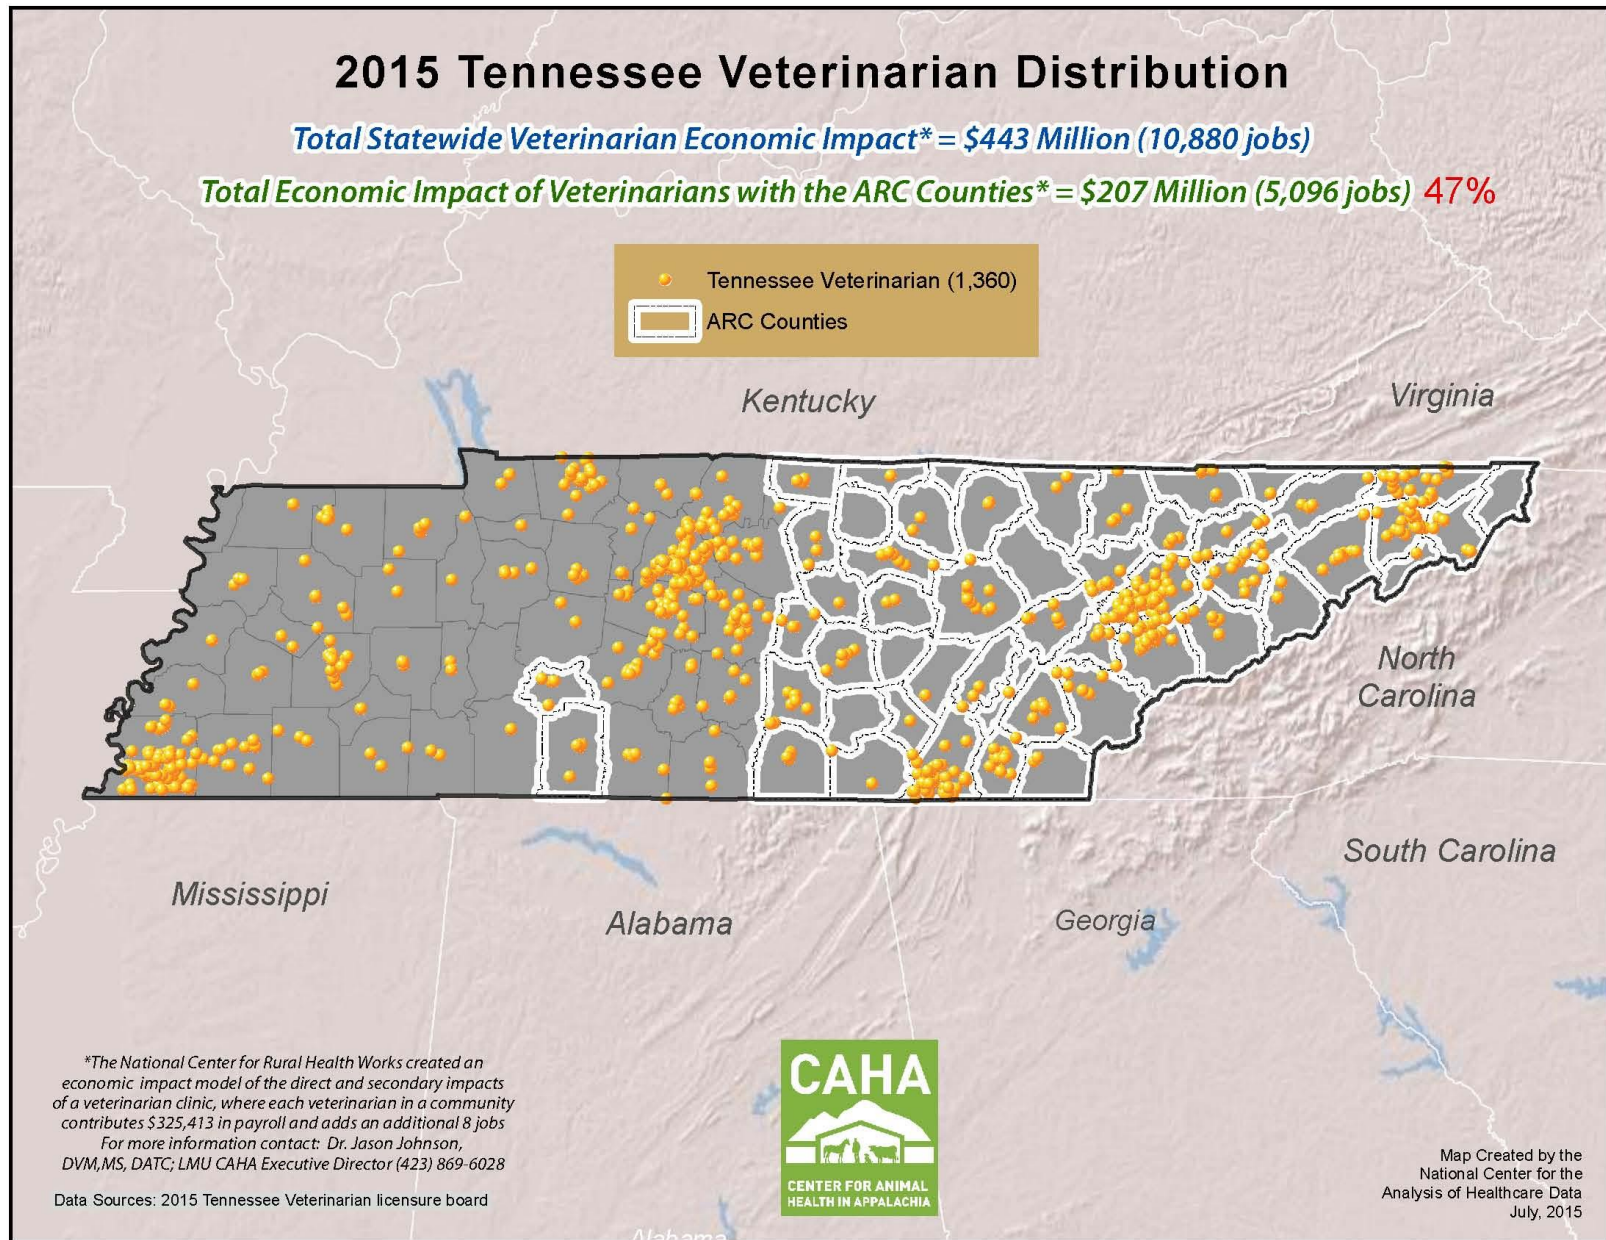 2015 Tennessee Veterinarian Distribution
Total Statewide Veterinarian Economic Impact* = $443 Million (10,880 jobs)
Total Economic Impact of Veterinarians with the ARC Counties* = $207 Million (5,096 jobs) 47%
Tennessee Veterinarian (1,360)
ARC Counties
Kentucky
Virginia
North
Carolina
South Carolina
Mississippi
Alabama
Georgia
*The National Center for Rural Health Works created an
economic impact model of the direct and secondary impacts
of a veterinarian clinic, where each veterinarian in a community
contributes $325,413 in payroll and adds an additional 8 jobs
For more information contact: Dr. Jason Johnson,
DVM,MS, DATC; LMU CAHA Executive Director (423) 869-6028
Data Sources: 2015 Tennessee Veterinarian licensure board
CAHA
CENTER FOR ANIMAL
HEALTH IN APPALACHIA
Map Created by the
National Center for the
Analysis of Healthcare Data
July, 2015
Alabama